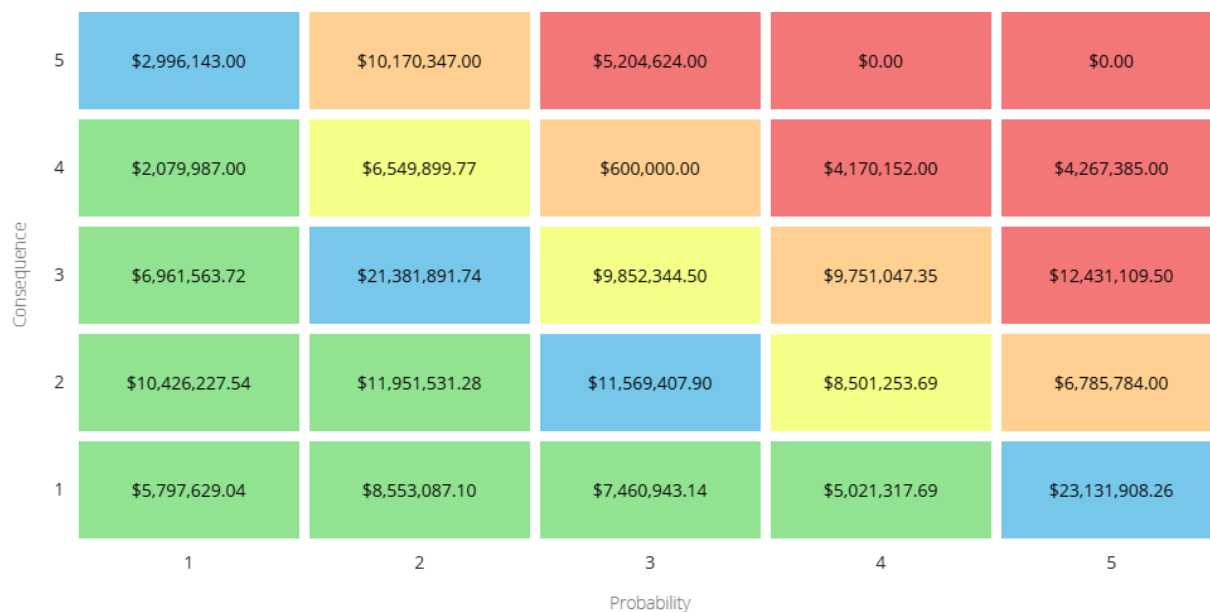 5 $2,996,143.00 $10,170,347.00 $5,204,624.00 $0.00 $0.00
4 $2,079,987.00 $6,549,899.77 $600,000.00 $4,170,152.00 $4,267,385.00
Consequence
3 $6,961,563.72 $21,381,891.74 $9,852,344.50 $9,751,047.35 $12,431,109.50
2 $10,426,227.54 $11,951,531.28 $11,569,407.90 $8,501,253.69 $6,785,784.00
1 $5,797,629.04 $8,553,087.10 $7,460,943.14 $5,021,317.69 $23,131,908.26
1 2 3 4 5
Probability